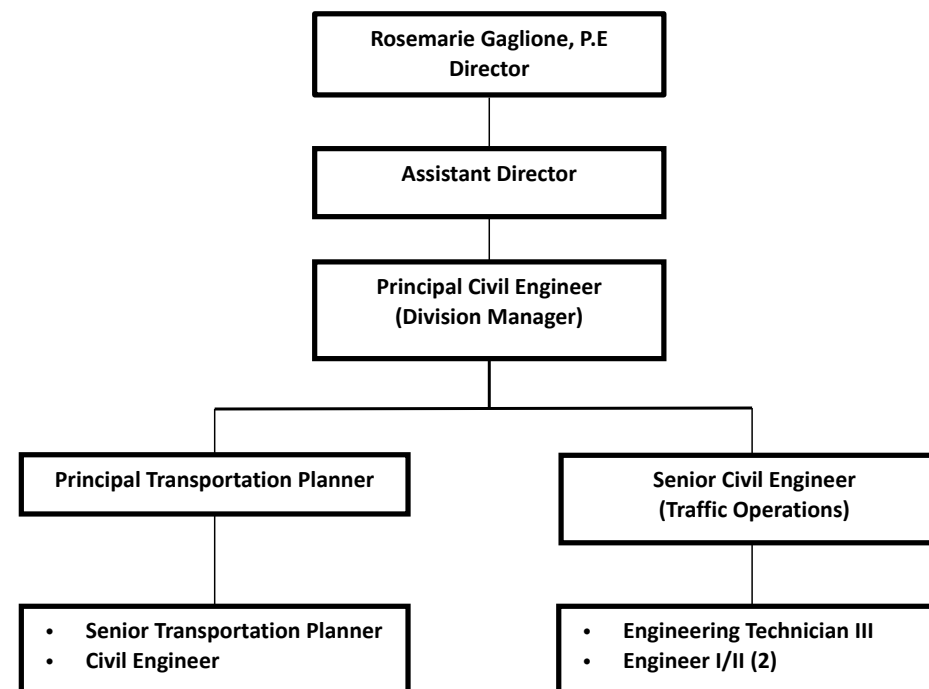 Rosemarie Gaglione, P.E
Director
Assistant Director
Principal Civil Engineer
(Division Manager)
Principal Transportation Planner
Senior Civil Engineer
(Traffic Operations)
• Senior Transportation Planner
• Civil Engineer
• Engineering Technician III
• Engineer I/II (2)